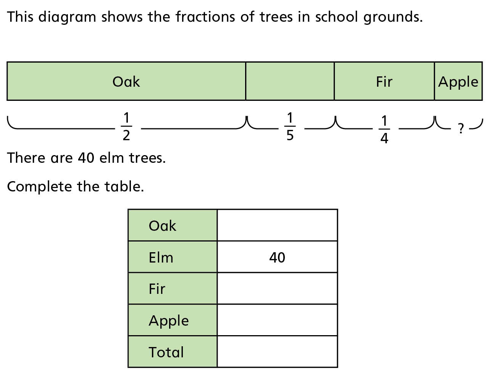 This diagram shows the fractions of trees in school grounds.
Oak Fir Apple
1/2 1/5 1/4 ?
There are 40 elm trees.
Complete the table.
Oak
Elm 40
Fir
Apple
Total